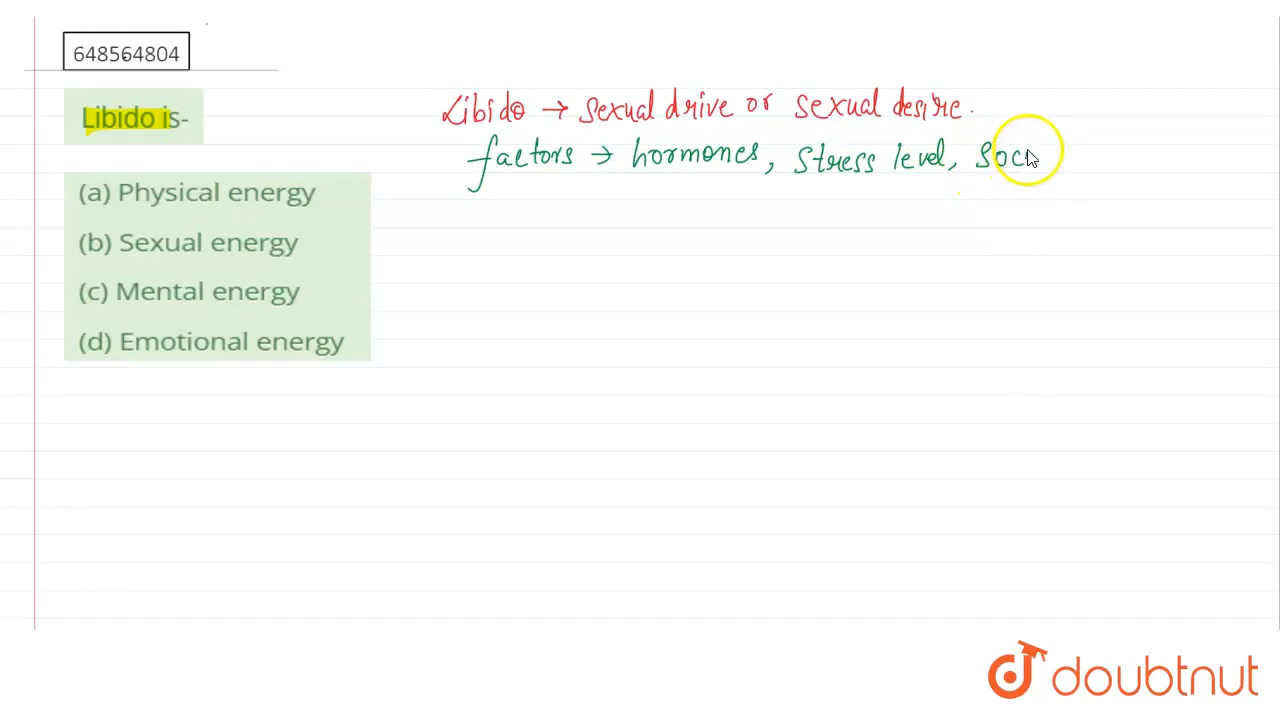 648564804
Libido is-
Libido → sexual drive or sexual desire.
factors → hormones, stress level, soc
(a) Physical energy
(b) Sexual energy
(c) Mental energy
(d) Emotional energy
doubtnut